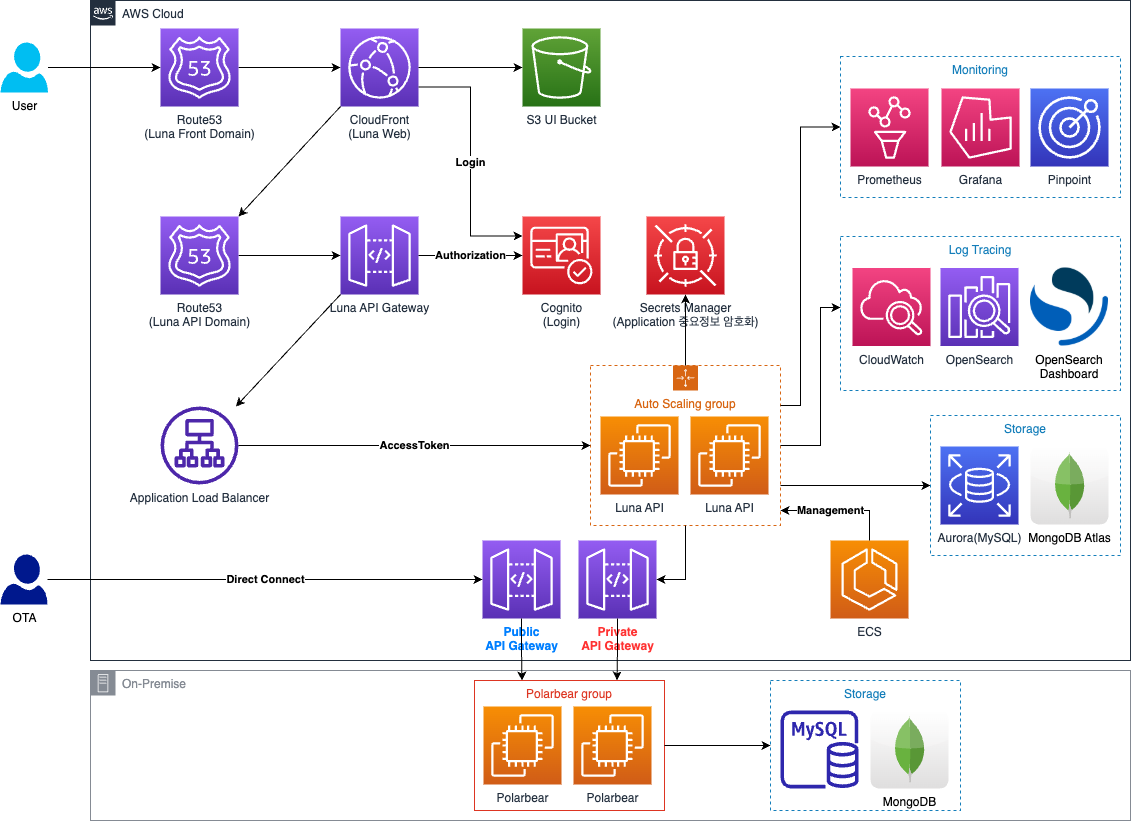 aws
AWS Cloud
User
53
Route53
(Luna Front Domain)
CloudFront
(Luna Web)
S3 UI Bucket
Login
Monitoring
Prometheus
Grafana
Pinpoint
53
Route53
(Luna API Domain)
</>
Luna API Gateway
Authorization
Cognito
(Login)
Secrets Manager
(Application 중요정보 암호화)
Log Tracing
CloudWatch
OpenSearch
OpenSearch
Dashboard
Application Load Balancer
AccessToken
Auto Scaling group
Luna API
Luna API
Storage
Aurora(MySQL)
MongoDB Atlas
Management
ECS
OTA
Direct Connect
</>
Public
API Gateway
</>
Private
API Gateway
On-Premise
Polarbear group
Polarbear
Polarbear
Storage
MySQL
MongoDB